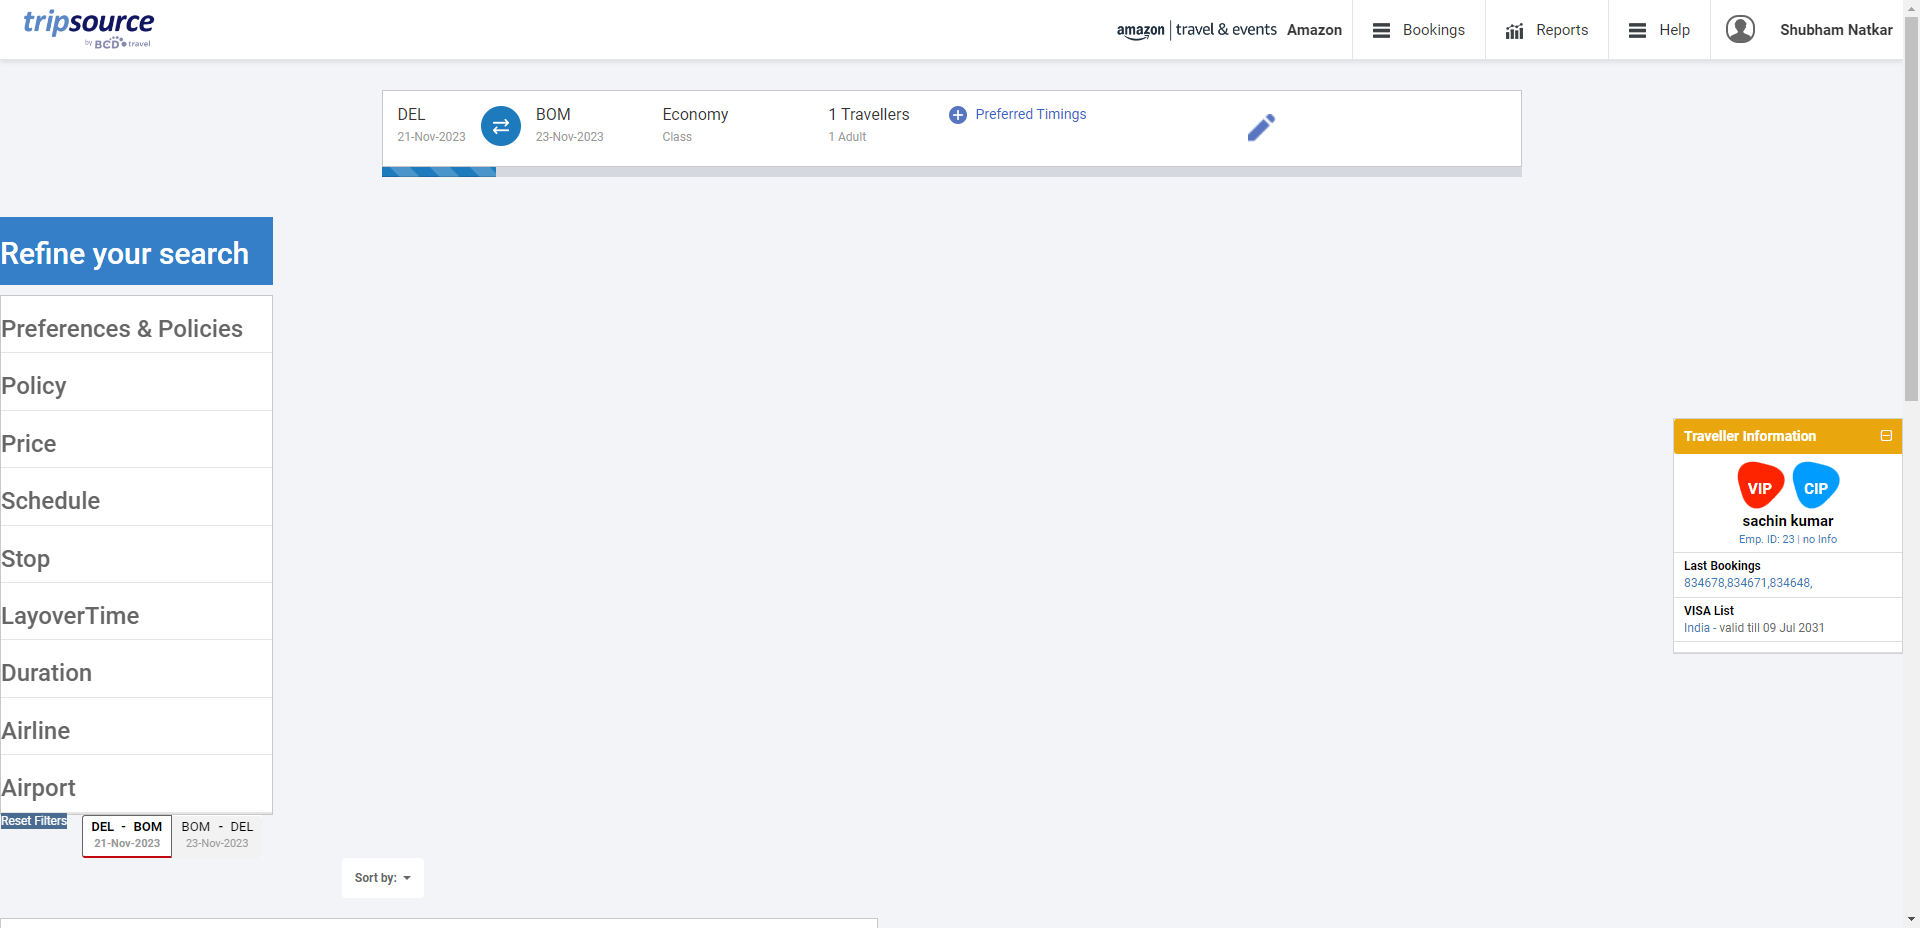 tripsource
by BCD travel
amazon | travel & events Amazon
Bookings
Reports
Help
Shubham Natkar
DEL
21-Nov-2023
BOM
23-Nov-2023
Economy
Class
1 Travellers
1 Adult
Preferred Timings
Refine your search
Preferences & Policies
Policy
Price
Schedule
Stop
LayoverTime
Duration
Airline
Airport
Reset Filters
DEL - BOM
21-Nov-2023
BOM - DEL
23-Nov-2023
Sort by:
Traveller Information
VIP
CIP
sachin kumar
Emp. ID: 23 | no Info
Last Bookings
834678,834671,834648,
VISA List
India - valid till 09 Jul 2031